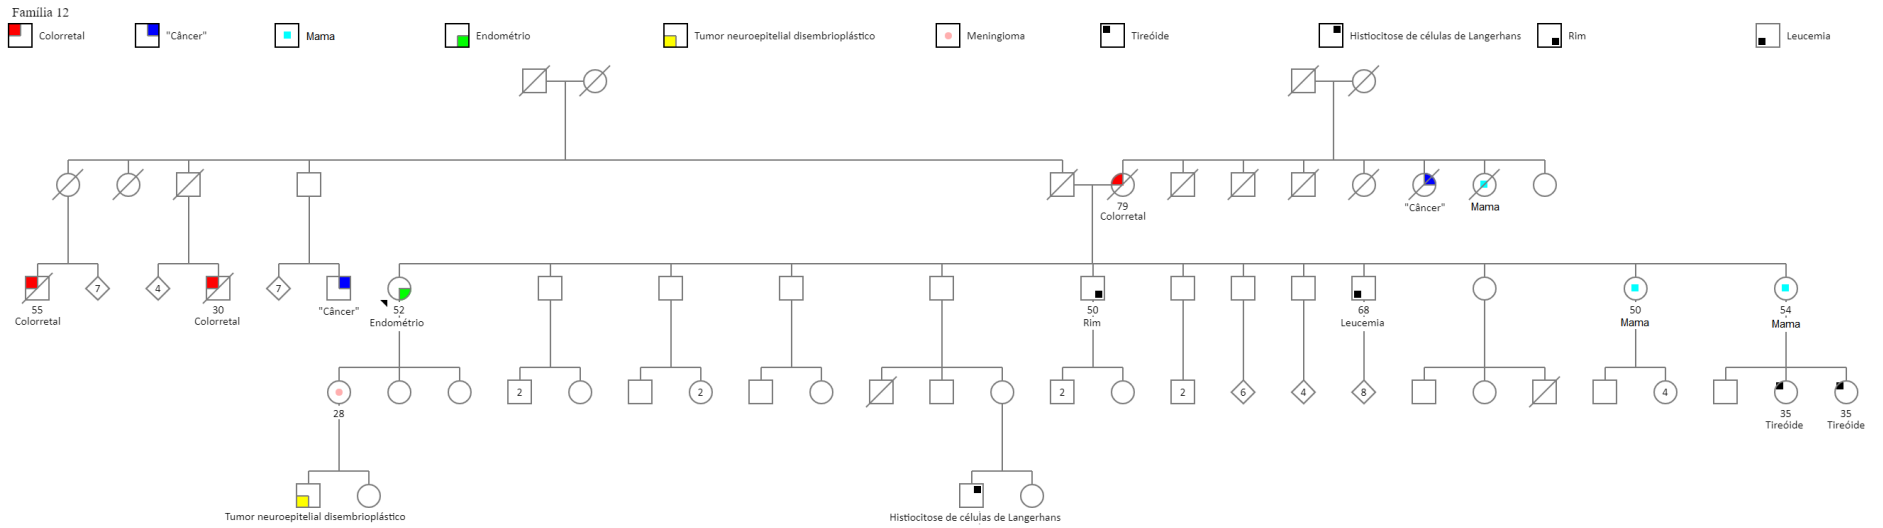 Família 12
Colorretal "Câncer" Mama Endométrio Tumor neuroepitelial disembrioplástico Meningioma Tireóide Histiocitose de células de Langerhans Rim Leucemia
79
Colorretal "Câncer" Mama
7 4 7
55 30 "Câncer" 52 50 68 50 54
Colorretal Colorretal Endométrio Rim Leucemia Mama Mama
2 2 2 2 6 4 8 4
28 35 35
Tireóide Tireóide
Tumor neuroepitelial disembrioplástico Histiocitose de células de Langerhans